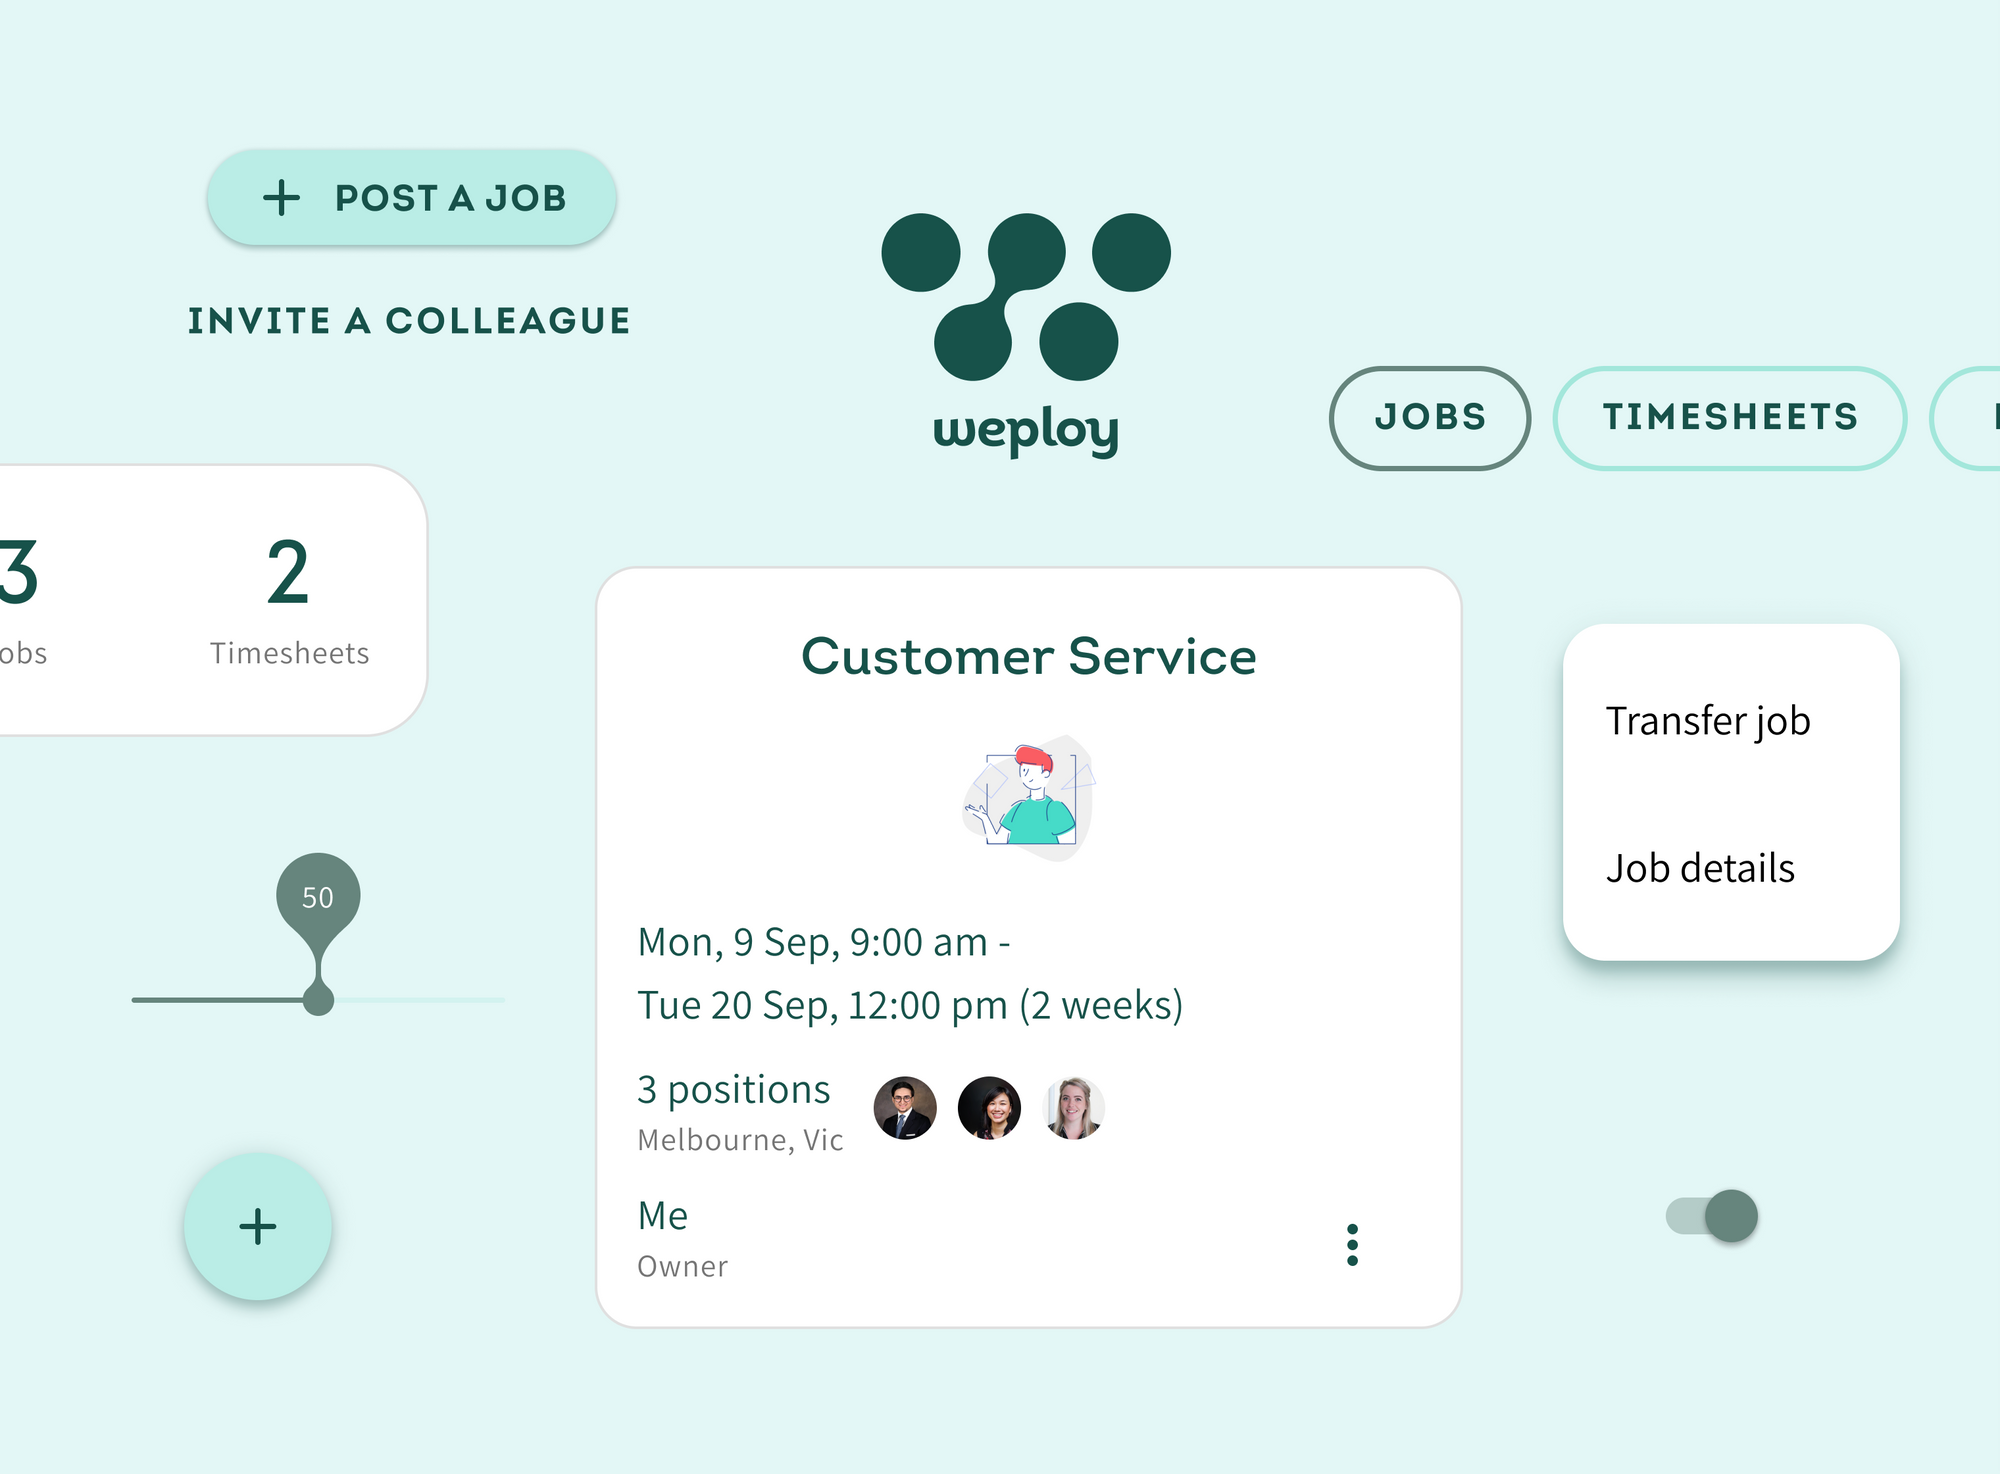 POST A JOB
INVITE A COLLEAGUE
weploy
JOBS
TIMESHEETS
3
2
obs
Timesheets
Customer Service
Transfer job
Job details
50
Mon, 9 Sep, 9:00 am -
Tue 20 Sep, 12:00 pm (2 weeks)
3 positions
Melbourne, Vic
Me
Owner